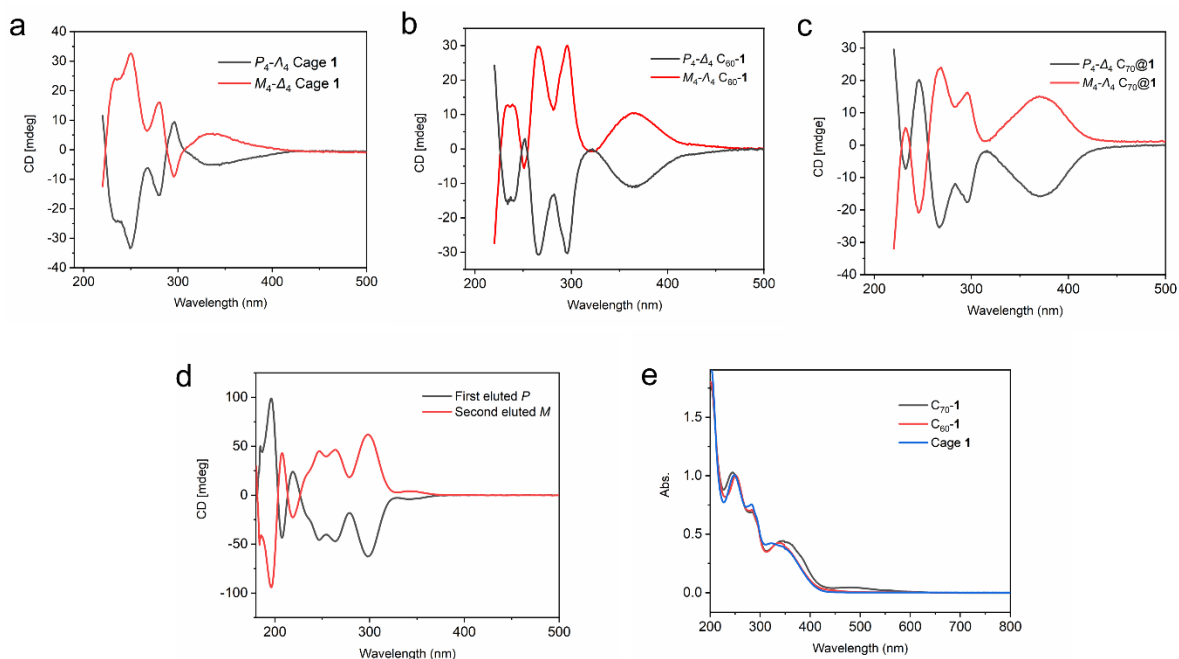 a
40
30
20
10
0
-10
-20
-30
-40
CD [mdeg]
P₄-Λ₄ Cage 1
M₄-Δ₄ Cage 1
200 300 400 500
Wavelength (nm)
b
30
20
10
0
-10
-20
-30
CD [mdeg]
P₄-Δ₄ C₆₀-1
M₄-Λ₄ C₆₀-1
200 300 400 500
Wavelength (nm)
c
30
20
10
0
-10
-20
-30
-40
CD [mdge]
P₄-Δ₄ C₇₀@1
M₄-Λ₄ C₇₀@1
200 300 400 500
Wavelength (nm)
d
100
50
0
-50
-100
CD [mdeg]
First eluted P
Second eluted M
200 300 400 500
Wavelength (nm)
e
1.5
1.0
0.5
0.0
Abs.
C₇₀-1
C₆₀-1
Cage 1
200 300 400 500 600 700 800
Wavelength (nm)